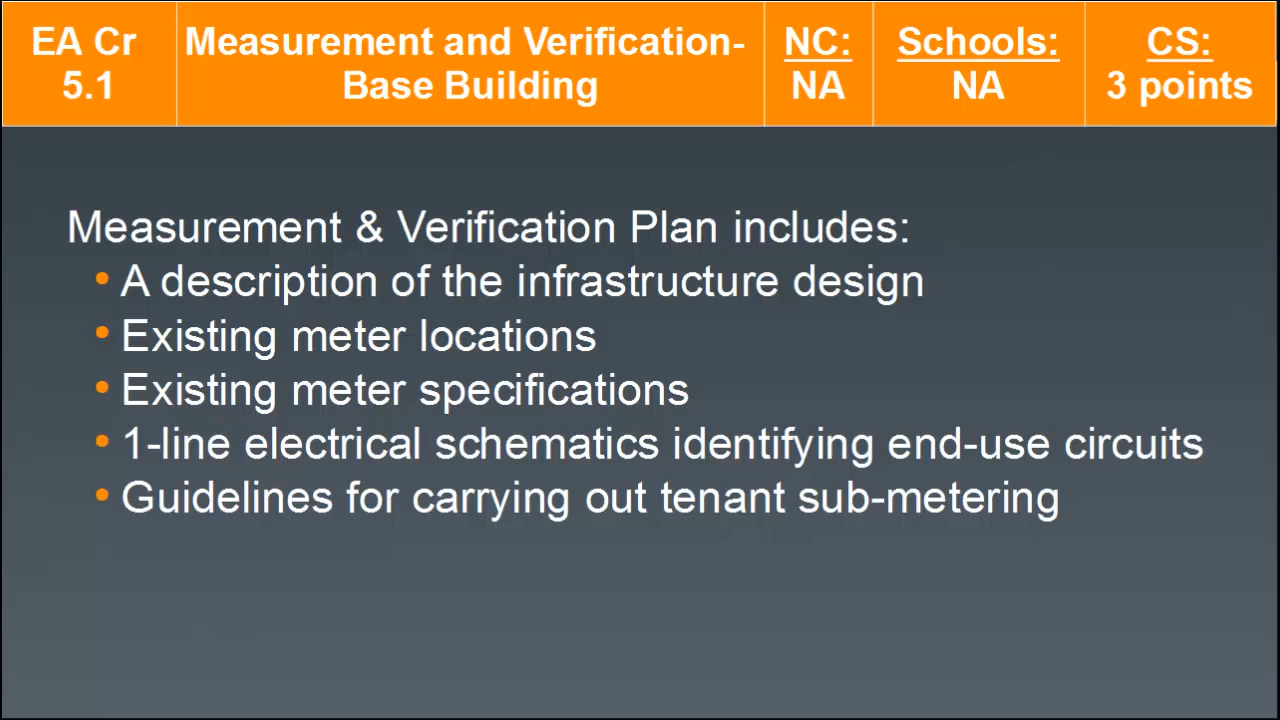 EA Cr
5.1
Measurement and Verification-
Base Building
NC:
NA
Schools:
NA
CS:
3 points
Measurement & Verification Plan includes:
• A description of the infrastructure design
• Existing meter locations
• Existing meter specifications
• 1-line electrical schematics identifying end-use circuits
• Guidelines for carrying out tenant sub-metering